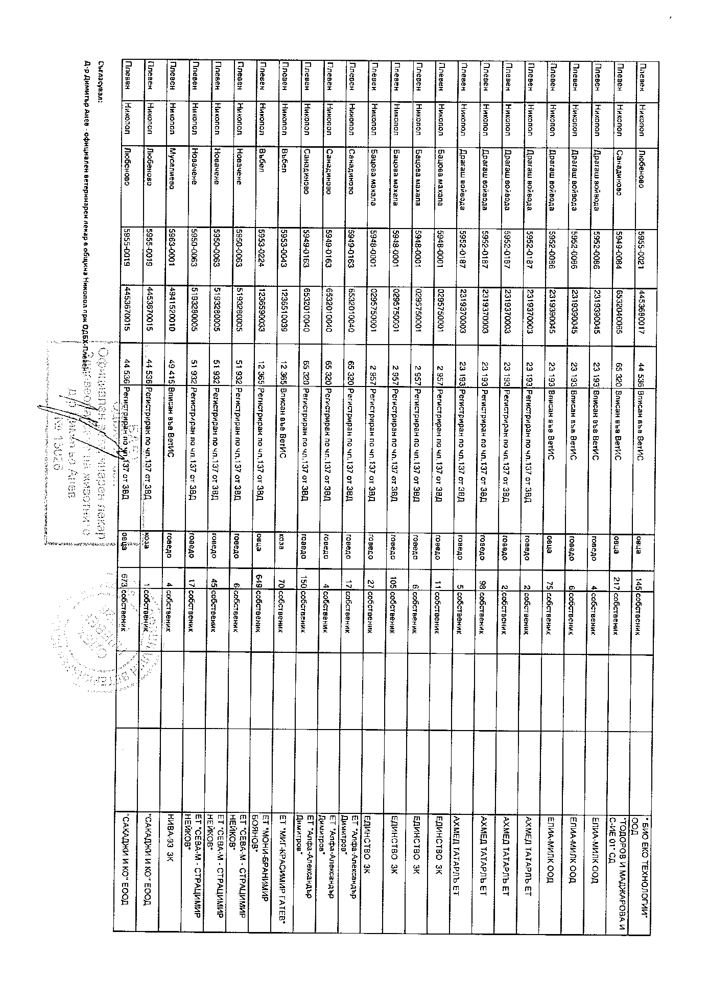 Плевен Никопол Любеново 5955-0021 4453680017 44 536 Вписан във ВетИС овца 145 собственик " БИО ЕКО ТЕХНОЛОГИИ" ООД
Плевен Никопол Санадиново 5949-0084 6532040065 65 320 Вписан във ВетИС овца 217 собственик "ТОДОРОВ И МАДЖАРОВА И С-ИЕ 01" СД
Плевен Никопол Драгаш войвода 5952-0086 2319390045 23 193 Вписан във ВетИС говедо 4 собственик ЕЛИА-МИЛК ООД
Плевен Никопол Драгаш войвода 5952-0086 2319390045 23 193 Вписан във ВетИС говедо 6 собственик ЕЛИА-МИЛК ООД
Плевен Никопол Драгаш войвода 5952-0086 2319390045 23 193 Вписан във ВетИС овца 75 собственик ЕЛИА-МИЛК ООД
Плевен Никопол Драгаш войвода 5952-0187 2319370003 23 193 Регистриран по чл.137 от ЗВД говедо 2 собственик АХМЕД ТАТАРЛЪ ЕТ
Плевен Никопол Драгаш войвода 5952-0187 2319370003 23 193 Регистриран по чл.137 от ЗВД говедо 2 собственик АХМЕД ТАТАРЛЪ ЕТ
Плевен Никопол Драгаш войвода 5952-0187 2319370003 23 193 Регистриран по чл.137 от ЗВД говедо 98 собственик АХМЕД ТАТАРЛЪ ЕТ
Плевен Никопол Драгаш войвода 5952-0187 2319370003 23 193 Регистриран по чл.137 от ЗВД говедо 5 собственик АХМЕД ТАТАРЛЪ ЕТ
Плевен Никопол Бацова махала 5948-0001 0295750001 2 957 Регистриран по чл.137 от ЗВД говедо 11 собственик ЕДИНСТВО ЗК
Плевен Никопол Бацова махала 5948-0001 0295750001 2 957 Регистриран по чл.137 от ЗВД говедо 6 собственик ЕДИНСТВО ЗК
Плевен Никопол Бацова махала 5948-0001 0295750001 2 957 Регистриран по чл.137 от ЗВД говедо 105 собственик ЕДИНСТВО ЗК
Плевен Никопол Бацова махала 5948-0001 0295750001 2 957 Регистриран по чл.137 от ЗВД говедо 27 собственик ЕДИНСТВО ЗК
Плевен Никопол Санадиново 5949-0163 6532010040 65 320 Регистриран по чл.137 от ЗВД говедо 17 собственик ЕТ "Алфа-Александър Димитров"
Плевен Никопол Санадиново 5949-0163 6532010040 65 320 Регистриран по чл.137 от ЗВД говедо 4 собственик ЕТ "Алфа-Александър Димитров"
Плевен Никопол Санадиново 5949-0163 6532010040 65 320 Регистриран по чл.137 от ЗВД говедо 150 собственик ЕТ "Алфа-Александър Димитров"
Плевен Никопол Въбел 5953-0043 1236510039 12 365 Вписан във ВетИС коза 70 собственик ЕТ "МИГ-КРАСИМИР ГАТЕВ"
Плевен Никопол Въбел 5953-0224 1236590033 12 365 Регистриран по чл.137 от ЗВД овца 649 собственик ЕТ "МОНИ-БРАНИМИР БОЯНОВ"
Плевен Никопол Новачене 5950-0063 5193280005 51 932 Регистриран по чл.137 от ЗВД говедо 6 собственик ЕТ "СЕВА-М - СТРАЦИМИР НЕЙКОВ"
Плевен Никопол Новачене 5950-0063 5193280005 51 932 Регистриран по чл.137 от ЗВД говедо 45 собственик ЕТ "СЕВА-М - СТРАЦИМИР НЕЙКОВ"
Плевен Никопол Новачене 5950-0063 5193280005 51 932 Регистриран по чл.137 от ЗВД говедо 17 собственик ЕТ "СЕВА-М - СТРАЦИМИР НЕЙКОВ"
Плевен Никопол Муселиево 5963-0001 4941520010 49 415 Вписан във ВетИС говедо 4 собственик НИВА-93 ЗК
Плевен Никопол Любеново 5955-0019 4453670015 44 536 Регистриран по чл.137 от ЗВД коза 1 собственик "САКАДЖИ И КО" ЕООД
Плевен Никопол Любеново 5955-0019 4453670015 44 536 Регистриран по чл.137 от ЗВД овца 673 собственик "САКАДЖИ И КО" ЕООД
Съгласувал:
Д-р Димитър Анев - официален ветеринарен лекар в община Никопол при ОДБХ-Плевен
Официален ветеринарен лекар
на животните
Анев
№ 15026